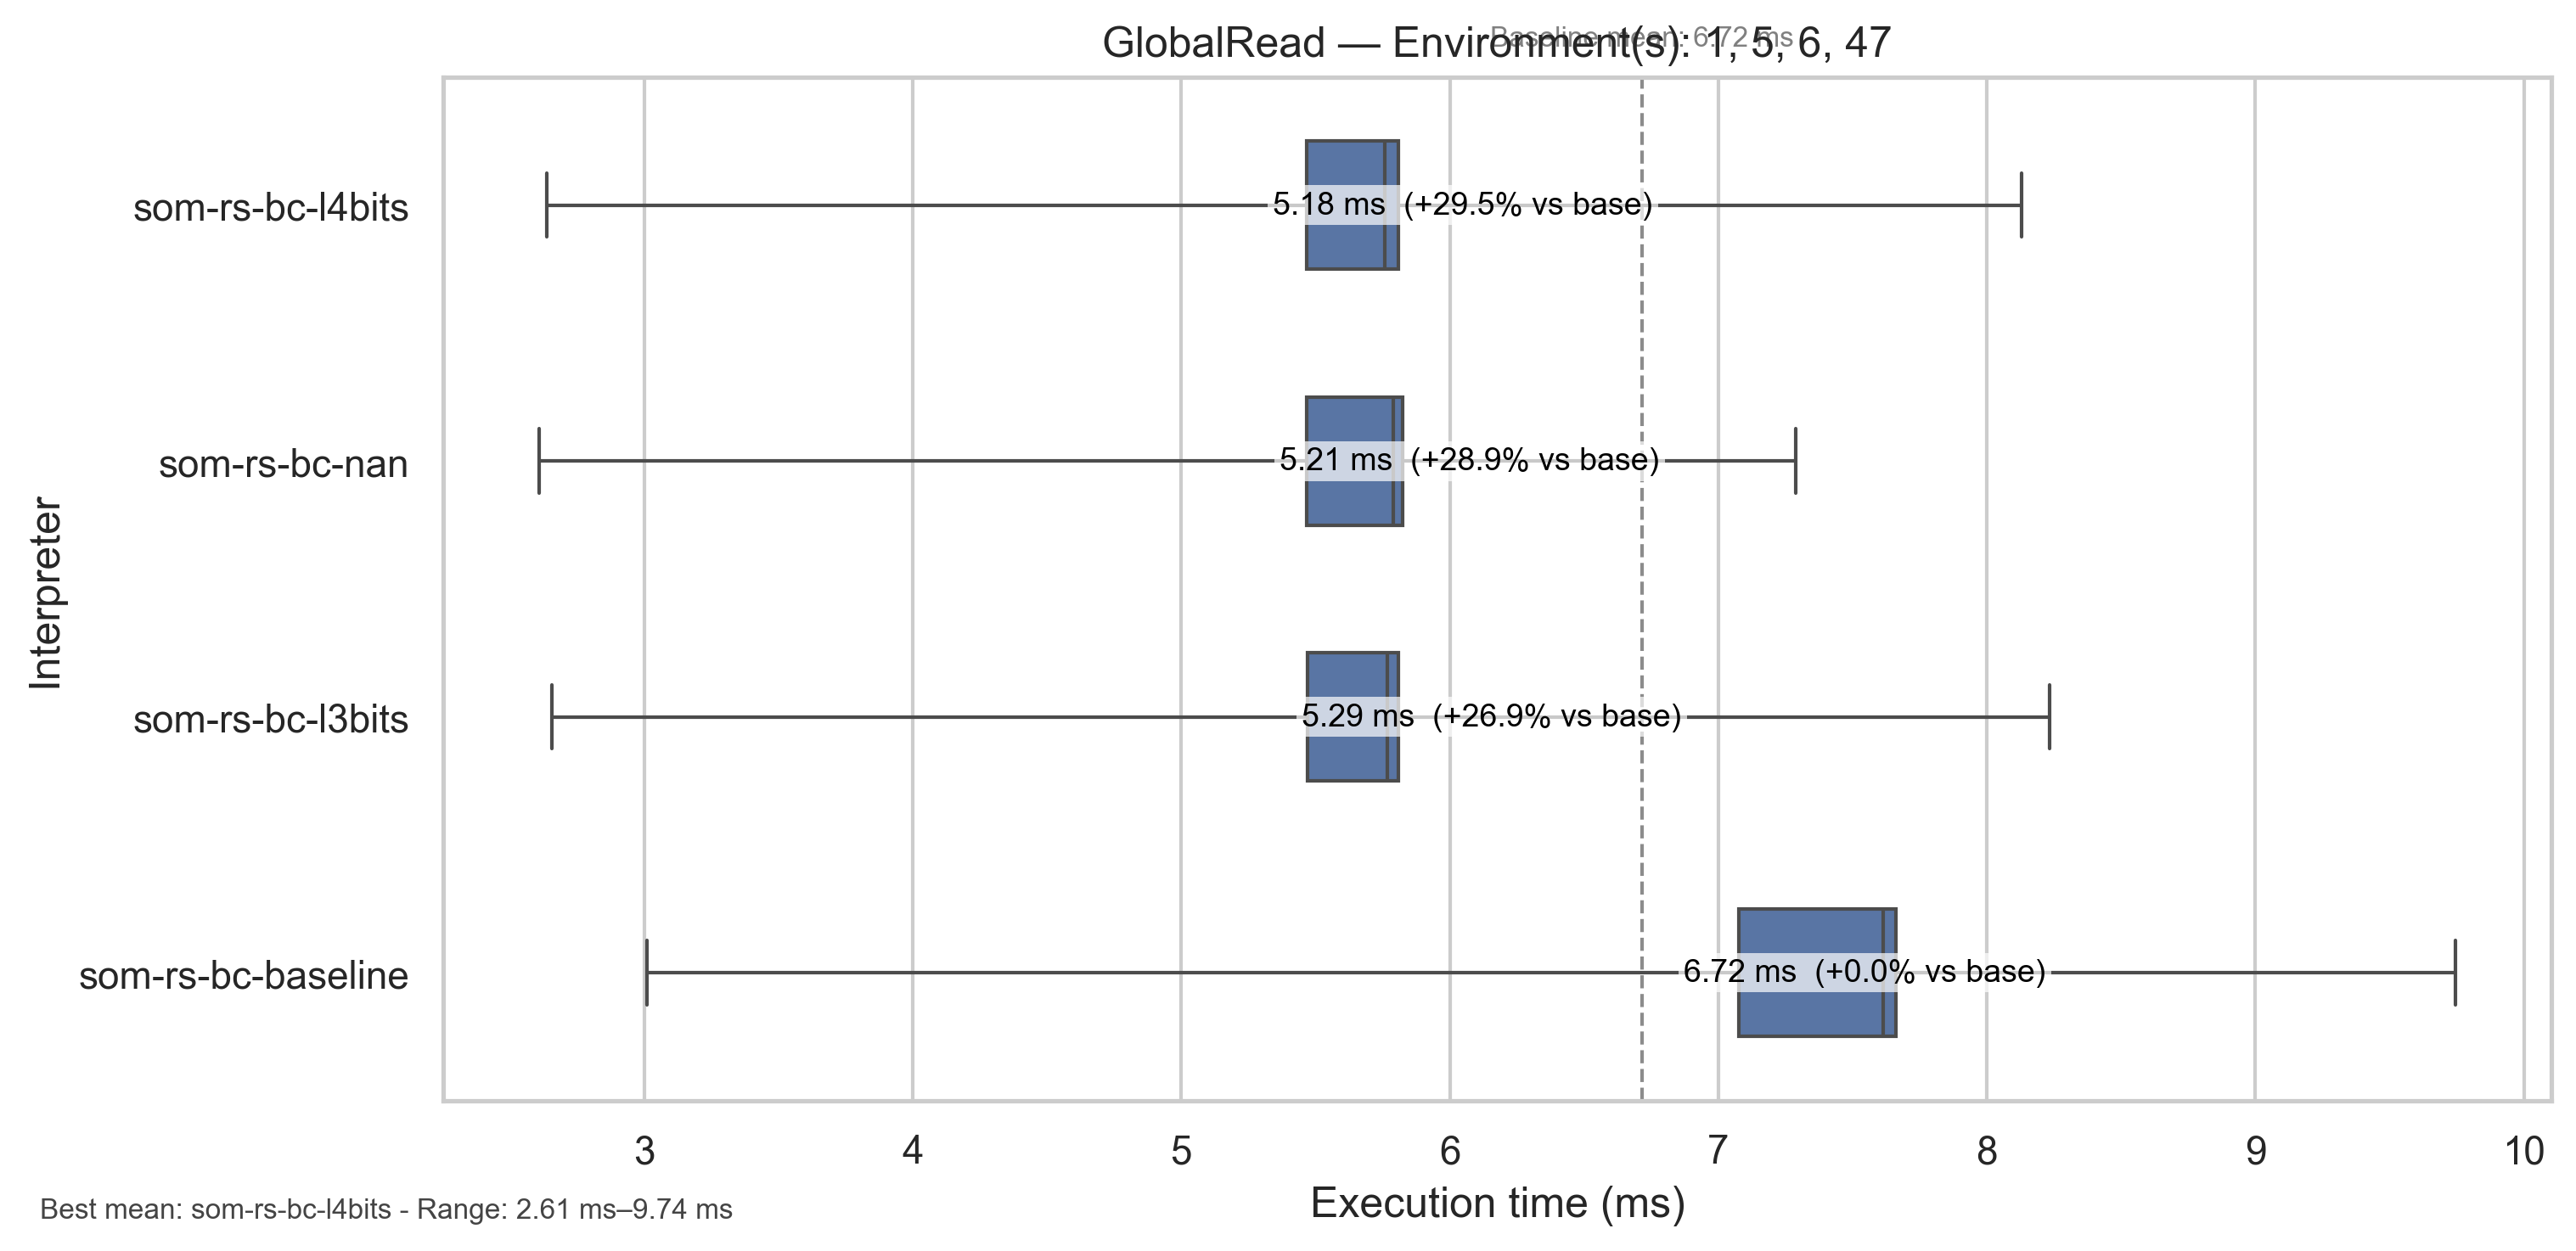 Baseline mean: 6.72 ms
GlobalRead — Environment(s): 1, 5, 6, 47
som-rs-bc-l4bits
5.18 ms (+29.5% vs base)
som-rs-bc-nan
5.21 ms (+28.9% vs base)
Interpreter
som-rs-bc-l3bits
5.29 ms (+26.9% vs base)
som-rs-bc-baseline
6.72 ms (+0.0% vs base)
3 4 5 6 7 8 9 10
Execution time (ms)
Best mean: som-rs-bc-l4bits - Range: 2.61 ms–9.74 ms